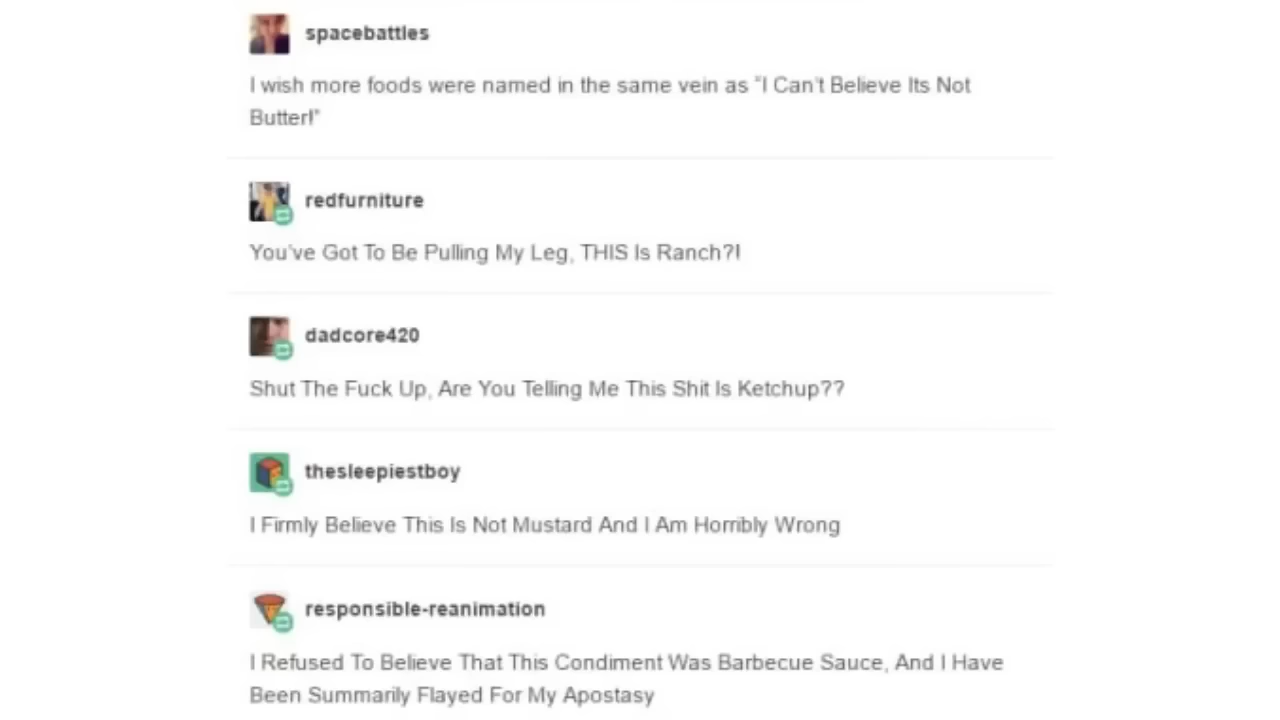 spacebattles
I wish more foods were named in the same vein as "I Can't Believe Its Not
Butter!"
redfurniture
You've Got To Be Pulling My Leg, THIS Is Ranch?!
dadcore420
Shut The Fuck Up, Are You Telling Me This Shit Is Ketchup??
thesleepiestboy
I Firmly Believe This Is Not Mustard And I Am Horribly Wrong
responsible-reanimation
I Refused To Believe That This Condiment Was Barbecue Sauce, And I Have
Been Summarily Flayed For My Apostasy